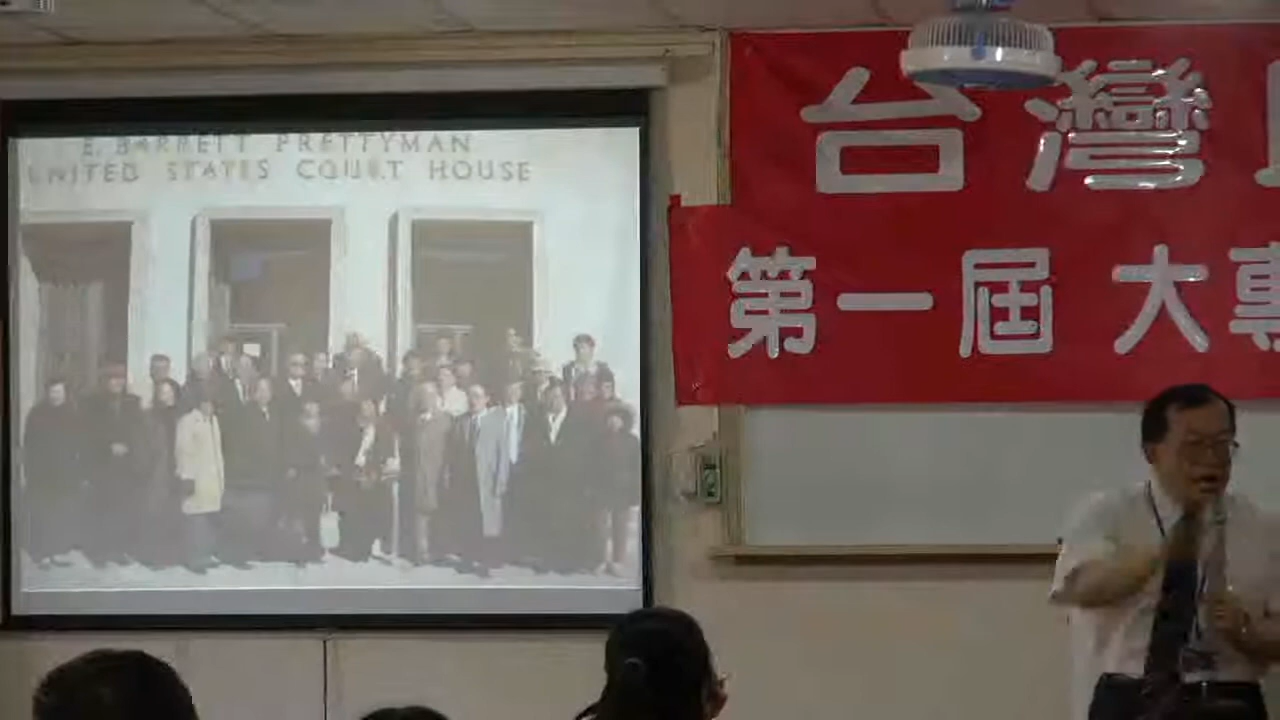 E. BARRETT PRETTYMAN
UNITED STATES COURT HOUSE
台灣
第一屆 大專